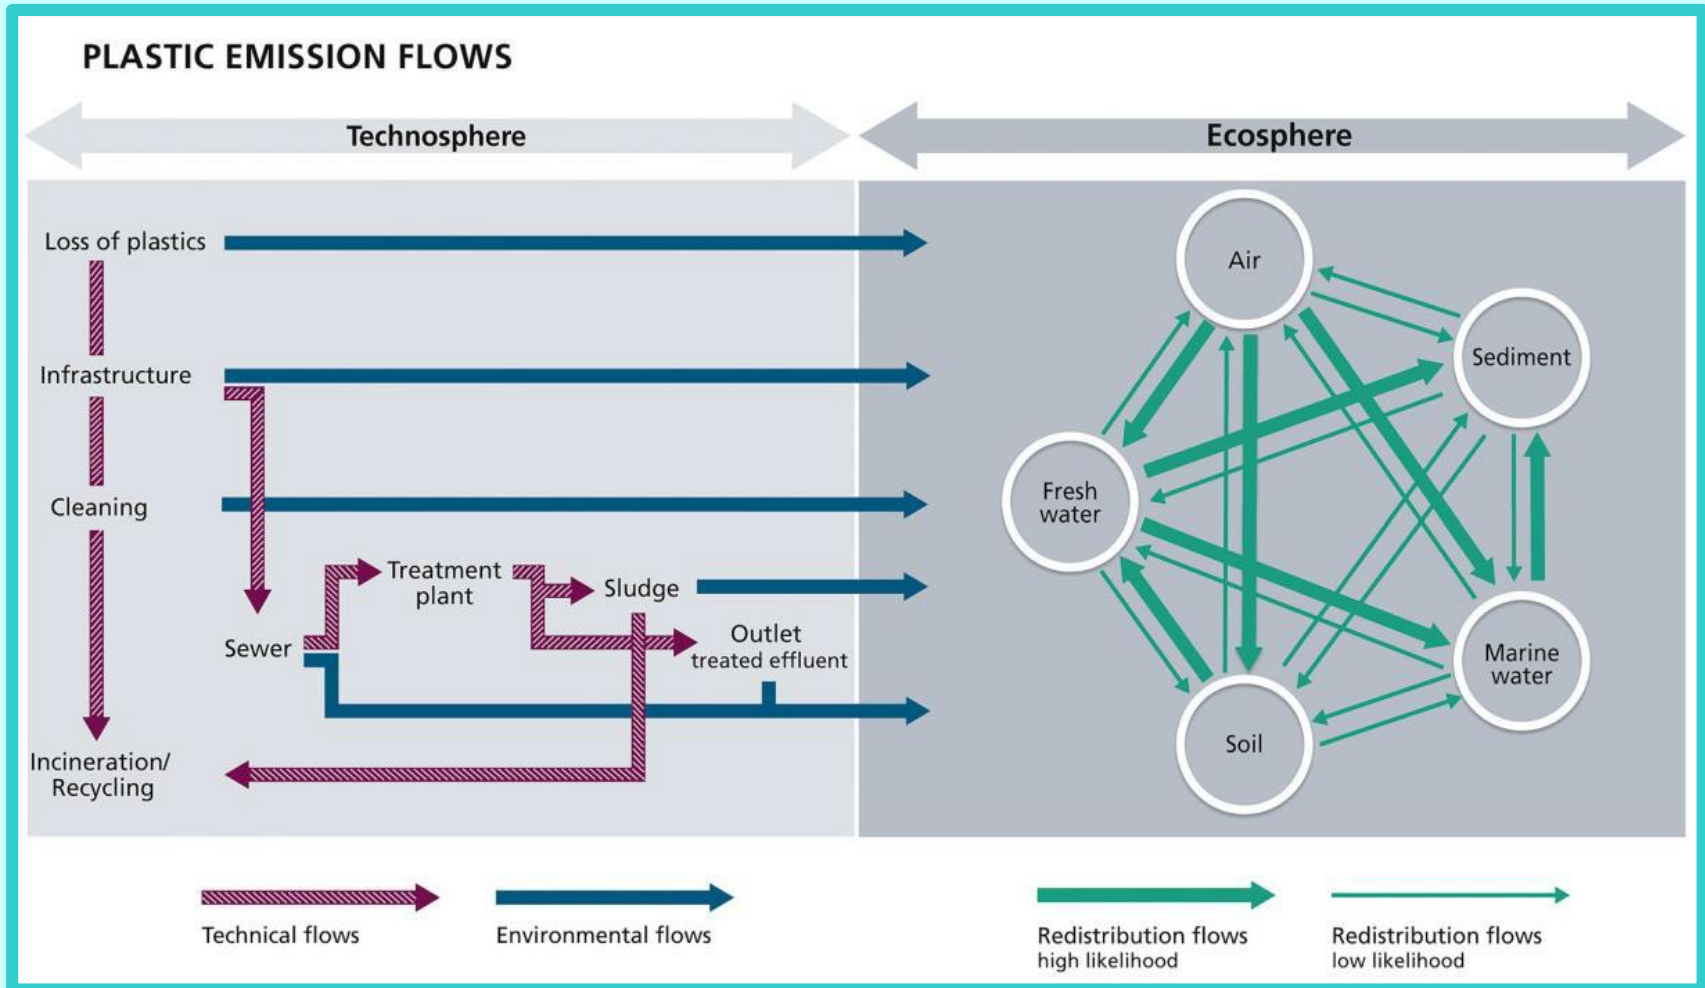 PLASTIC EMISSION FLOWS
Technosphere
Ecosphere
Loss of plastics
Infrastructure
Cleaning
Treatment
plant
Sludge
Sewer
Outlet
treated effluent
Incineration/
Recycling
Air
Sediment
Fresh
water
Marine
water
Soil
Technical flows
Environmental flows
Redistribution flows
high likelihood
Redistribution flows
low likelihood